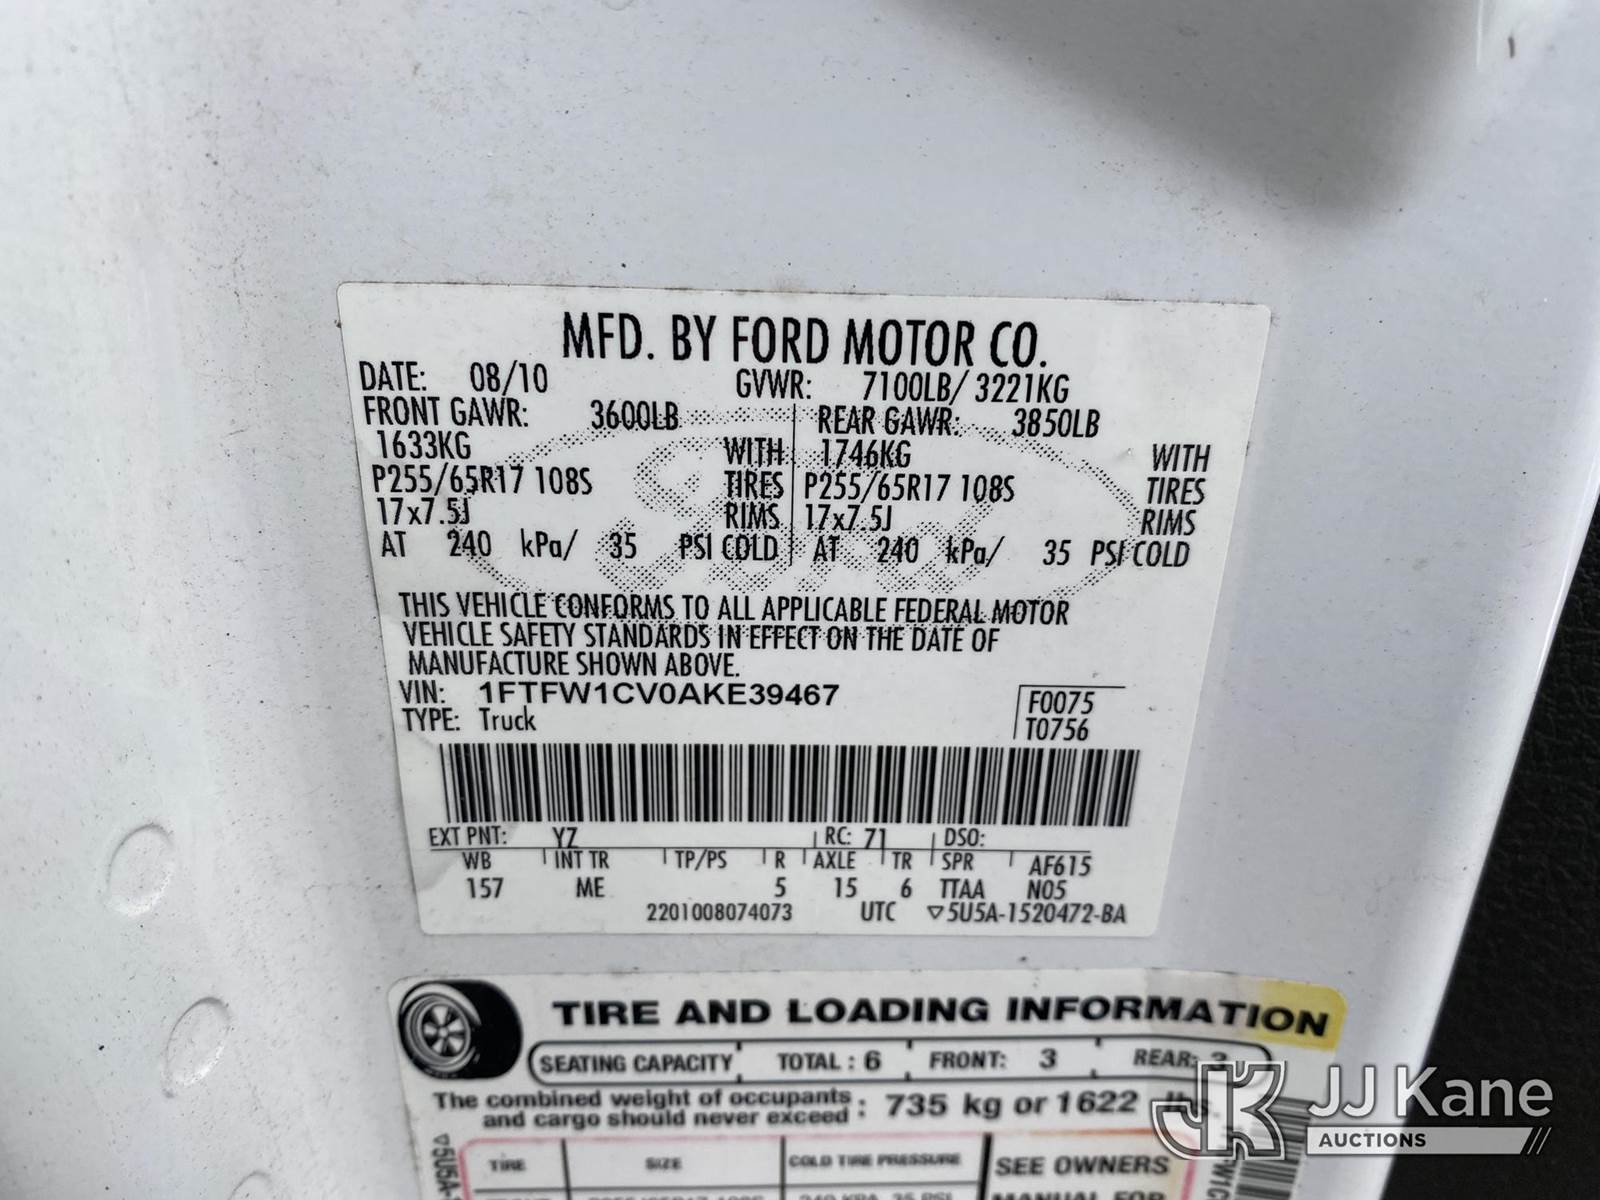 MFD. BY FORD MOTOR CO.
DATE: 08/10 GVWR: 7100LB/ 3221KG
FRONT GAWR: 3600LB REAR GAWR: 3850LB
1633KG WITH 1746KG WITH
P255/65R17 108S TIRES P255/65R17 108S TIRES
17x7.5J RIMS 17x7.5J RIMS
AT 240 kPa/ 35 PSI COLD AT 240 kPa/ 35 PSI COLD
THIS VEHICLE CONFORMS TO ALL APPLICABLE FEDERAL MOTOR
VEHICLE SAFETY STANDARDS IN EFFECT ON THE DATE OF
MANUFACTURE SHOWN ABOVE.
VIN: 1FTFW1CV0AKE39467 F0075
TYPE: Truck T0756
EXT PNT: YZ RC: 71 DSO:
WB INT TR TP/PS R AXLE TR SPR AF615
157 ME 5 15 6 TTAA N05
2201008074073 UTC ▽5U5A-1520472-BA
TIRE AND LOADING INFORMATION
SEATING CAPACITY TOTAL : 6 FRONT: 3 REAR: 3
The combined weight of occupants
and cargo should never exceed : 735 kg or 1622 lbs.
TIRE SIZE COLD TIRE PRESSURE SEE OWNERS
MANUAL FOR
▽5U5A-
JK JJ Kane
AUCTIONS